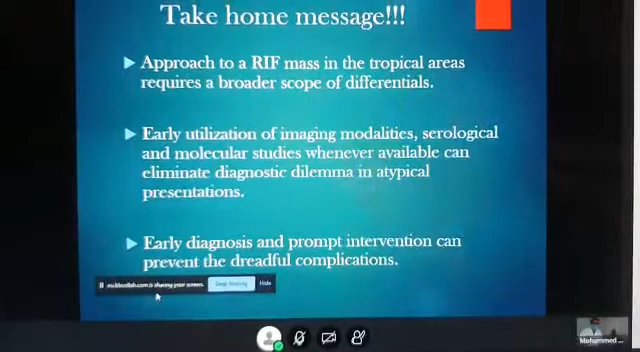 Take home message!!!
Approach to a RIF mass in the tropical areas
requires a broader scope of differentials.
Early utilization of imaging modalities, serological
and molecular studies whenever available can
eliminate diagnostic dilemma in atypical
presentations.
Early diagnosis and prompt intervention can
prevent the dreadful complications.
is sharing your screen.
Stop sharing
Hide
Mohammed ...